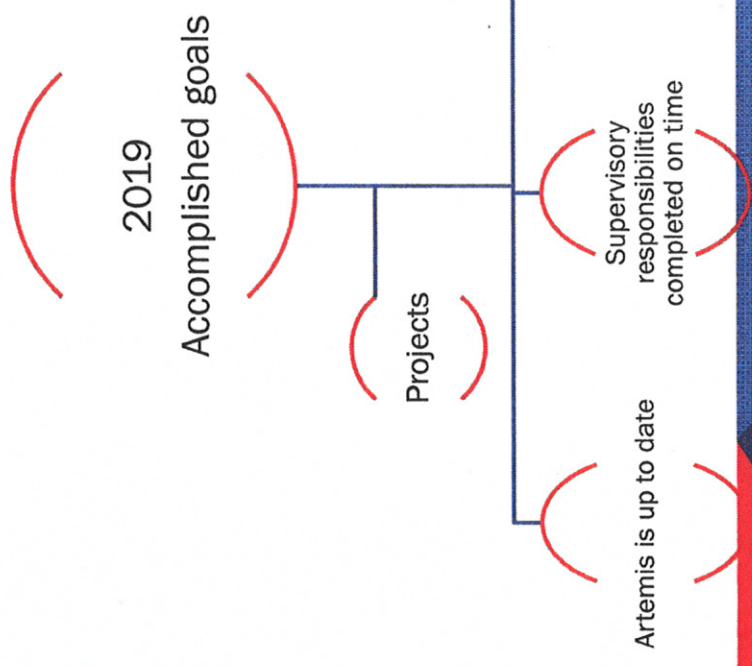 2019
Accomplished goals
Projects
Artemis is up to date
Supervisory
responsibilities
completed on time